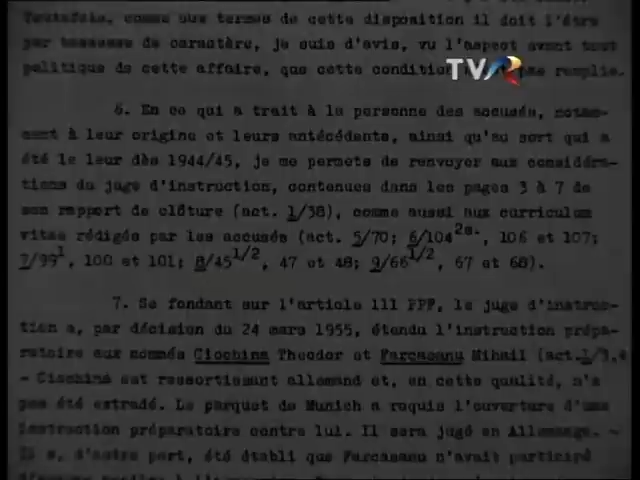 Toutefois, comme aux termes de cette disposition il doit l'être
par bassesse de caractère, je suis d'avis, vu l'aspect avant tout
politique de cette affaire, que cette condition pas remplie.
TVR
6. En ce qui a trait à la personne des accusés, notam-
ment à leur origine et leurs antécédents, ainsi qu'au sort qui a
été le leur dès 1944/45, je me permets de renvoyer aux considéra-
tions du juge d'instruction, contenues dans les pages 3 à 7 de
son rapport de clôture (act. 1/38), comme aussi aux curriculum
vitae rédigés par les accusés (act. 5/70; 6/104 2a., 106 et 107;
7/99 1, 100 et 101; 8/45 1/2, 47 et 48; 9/66 1/2, 67 et 68).
7. Se fondant sur l'article 111 PPF, le juge d'instruc-
tion a, par décision du 24 mars 1955, étendu l'instruction prépa-
ratoire aux nommés Ciochina Theodor et Farcasanu Mihail (act.1/3,4
- Ciochina est ressortissant allemand et, en cette qualité, n'a
pas été extradé. Le parquet de Munich a requis l'ouverture d'une
instruction préparatoire contre lui. Il sera jugé en Allemagne. -
Il a, d'autre part, été établi que Farcasanu n'avait participé